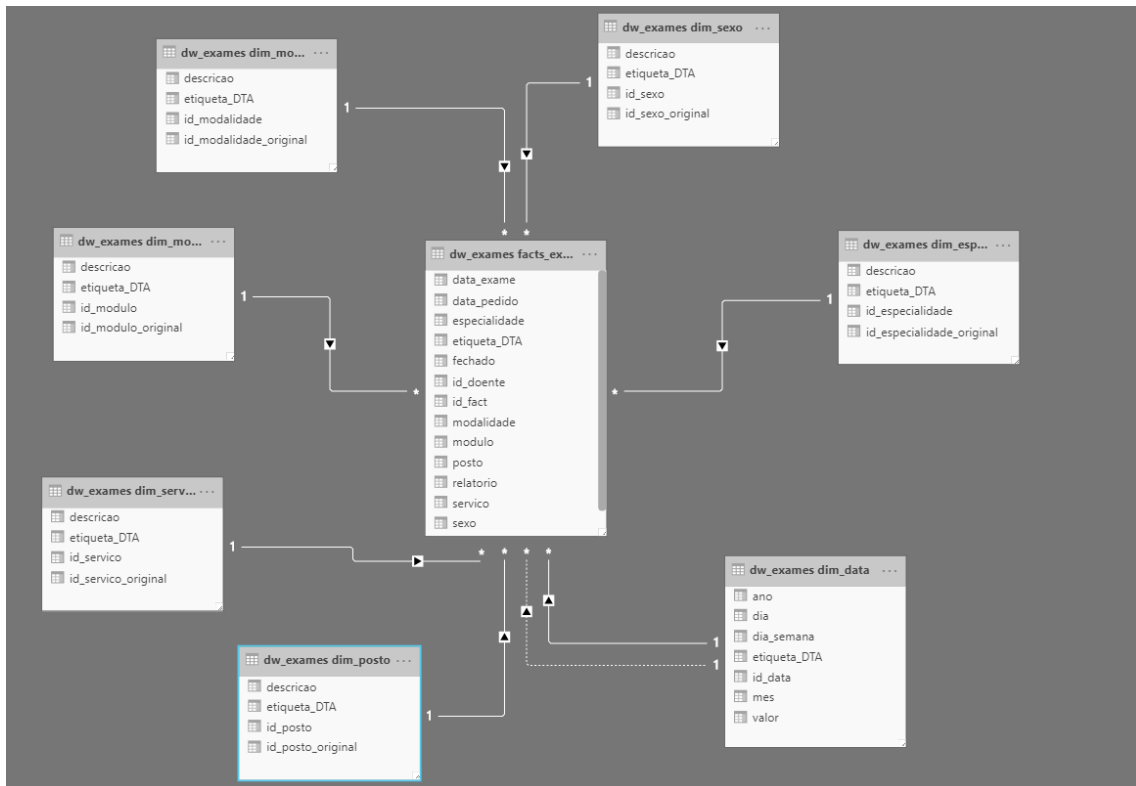 dw_exames dim_mo... ...
descricao
etiqueta_DTA
id_modalidade
id_modalidade_original
1
dw_exames dim_sexo ...
descricao
etiqueta_DTA
id_sexo
id_sexo_original
1
dw_exames dim_mo... ...
descricao
etiqueta_DTA
id_modulo
id_modulo_original
1
* *
dw_exames facts_ex... ...
data_exame
data_pedido
especialidade
etiqueta_DTA
fechado
id_doente
id_fact
modalidade
modulo
posto
relatorio
servico
sexo
*
*
dw_exames dim_esp... ...
descricao
etiqueta_DTA
id_especialidade
id_especialidade_original
1
dw_exames dim_serv... ...
descricao
etiqueta_DTA
id_servico
id_servico_original
1
* * * *
dw_exames dim_posto ...
descricao
etiqueta_DTA
id_posto
id_posto_original
1
dw_exames dim_data ...
ano
dia
dia_semana
etiqueta_DTA
id_data
mes
valor
1
1